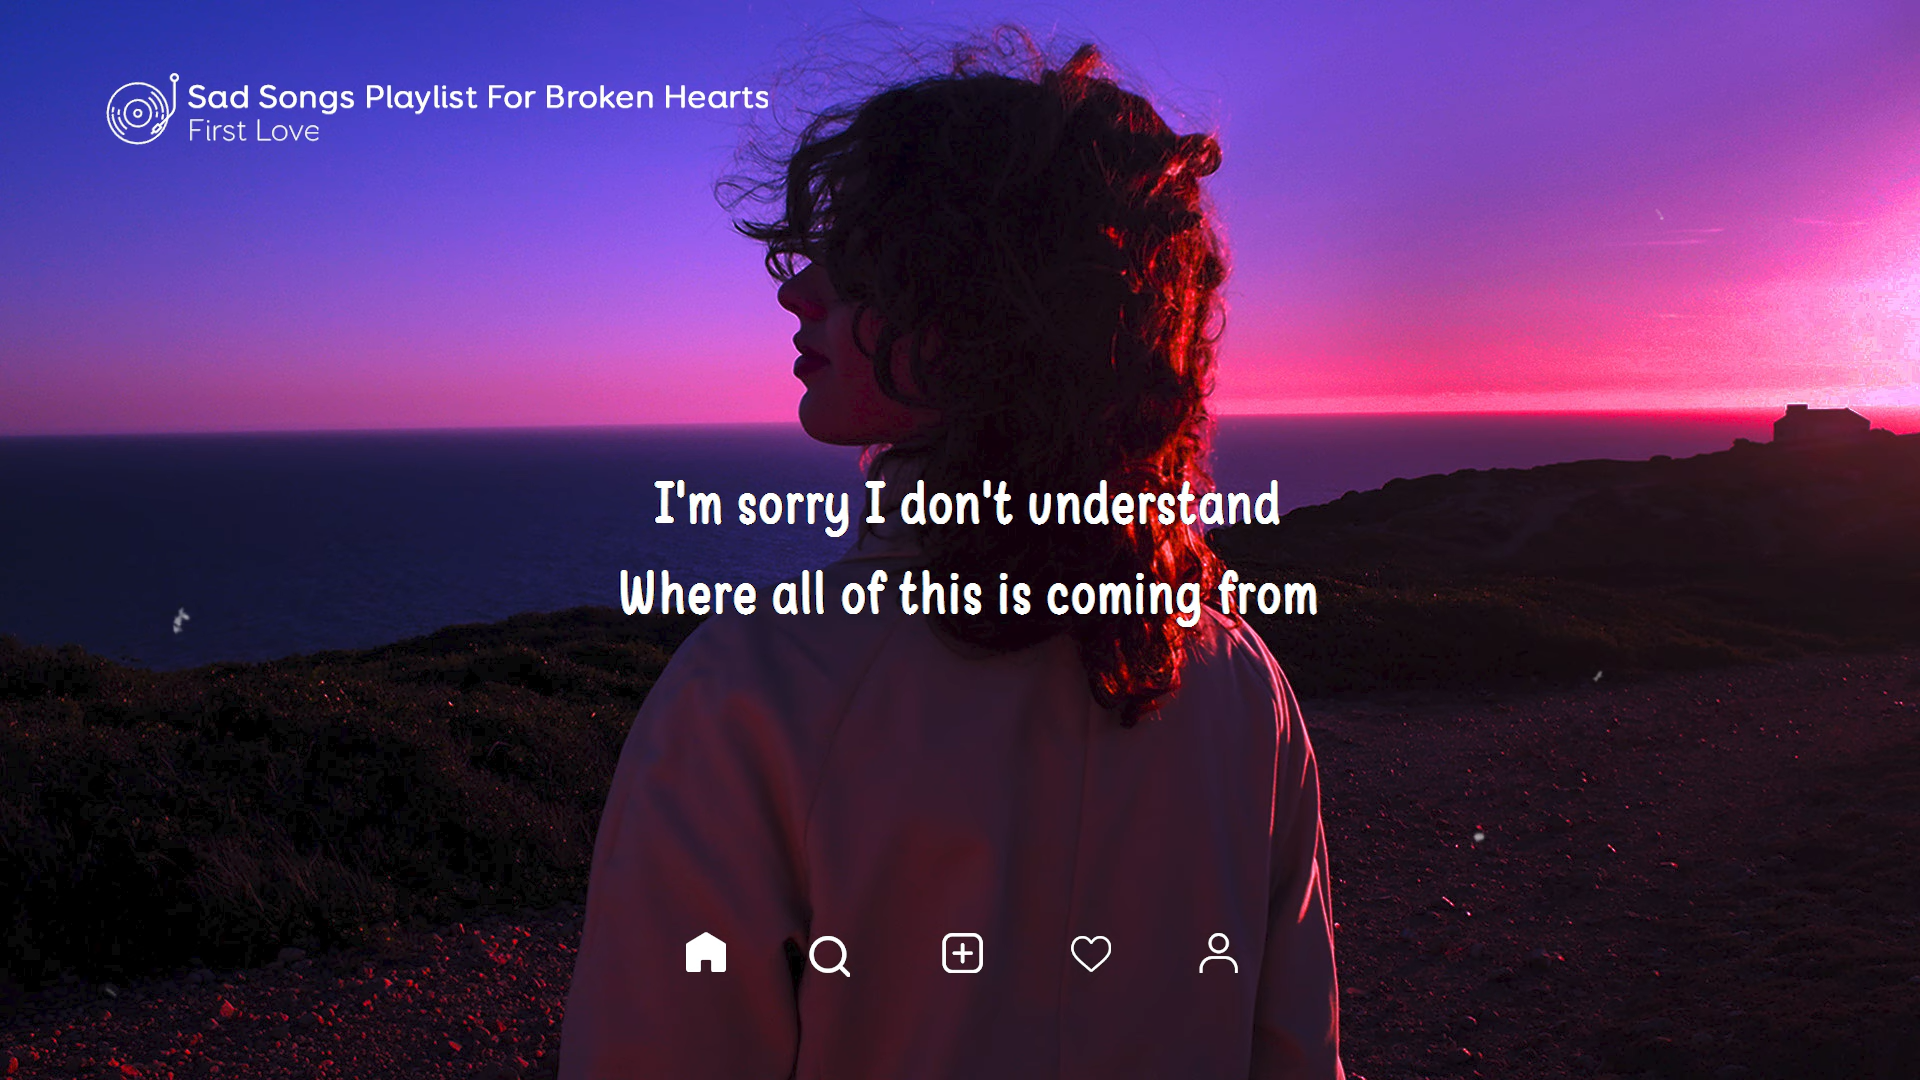 Sad Songs Playlist For Broken Hearts
First Love
I'm sorry I don't understand
Where all of this is coming from